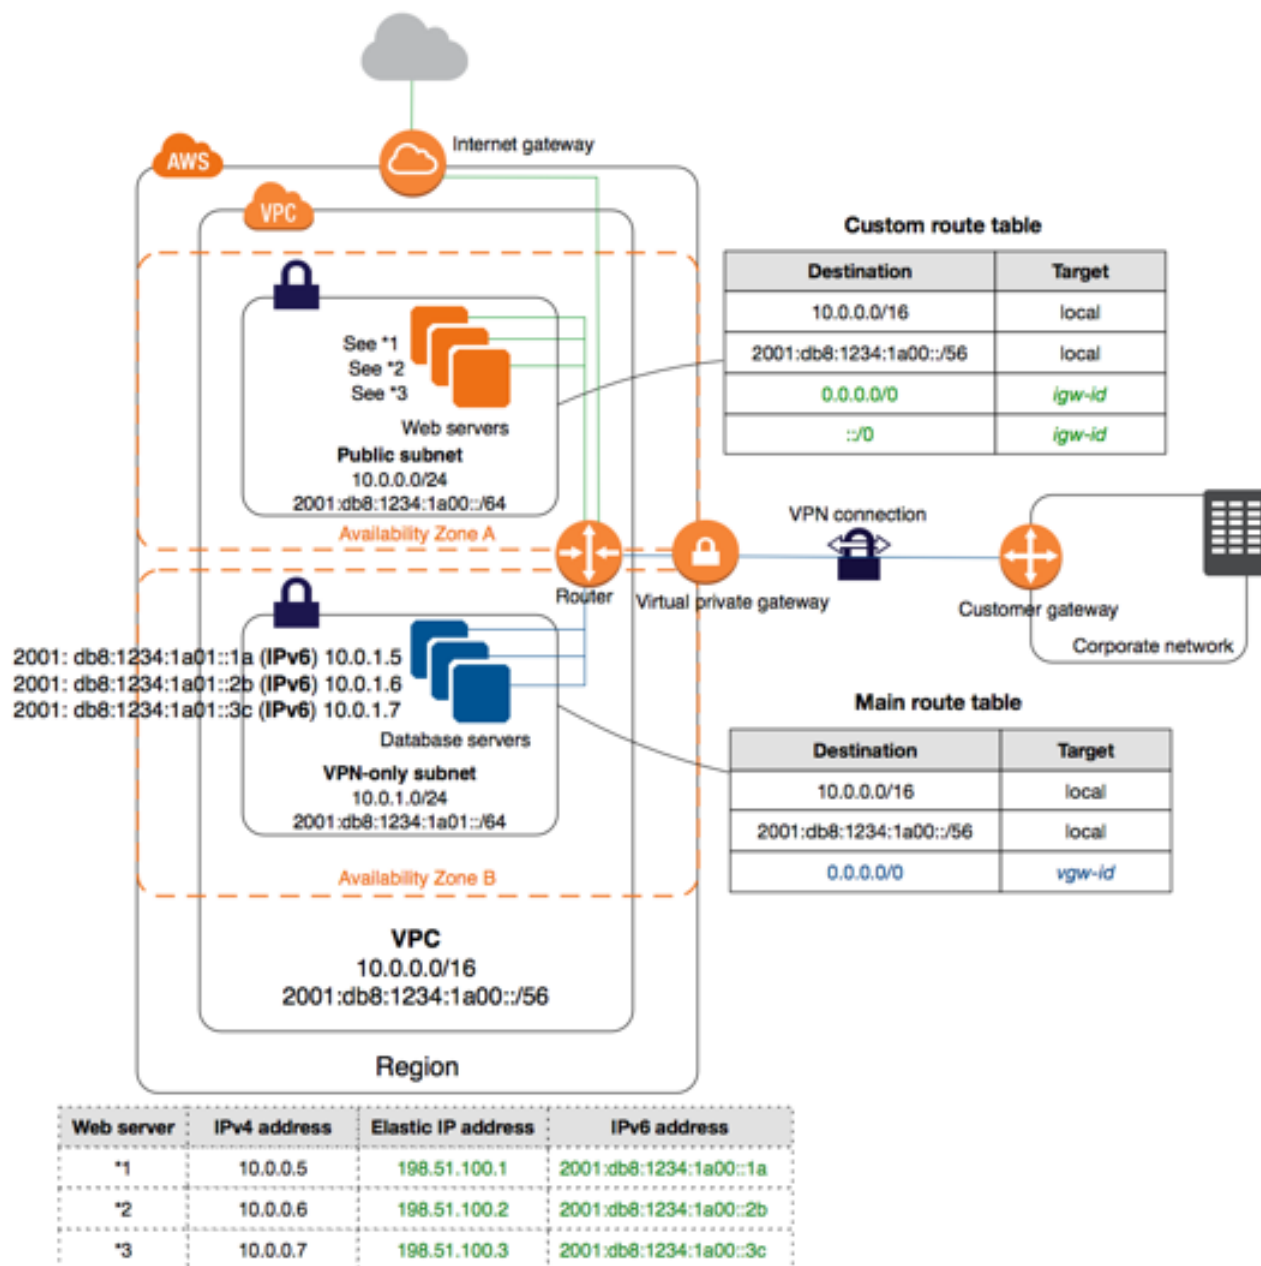 Internet gateway
AWS
VPC
Custom route table
Destination Target
10.0.0.0/16 local
2001:db8:1234:1a00::/56 local
0.0.0.0/0 igw-id
::/0 igw-id
See *1
See *2
See *3
Web servers
Public subnet
10.0.0.0/24
2001:db8:1234:1a00::/64
Availability Zone A
VPN connection
Router
Virtual private gateway
Customer gateway
Corporate network
2001: db8:1234:1a01::1a (IPv6) 10.0.1.5
2001: db8:1234:1a01::2b (IPv6) 10.0.1.6
2001: db8:1234:1a01::3c (IPv6) 10.0.1.7
Database servers
VPN-only subnet
10.0.1.0/24
2001:db8:1234:1a01::/64
Availability Zone B
Main route table
Destination Target
10.0.0.0/16 local
2001:db8:1234:1a00::/56 local
0.0.0.0/0 vgw-id
VPC
10.0.0.0/16
2001:db8:1234:1a00::/56
Region
Web server IPv4 address Elastic IP address IPv6 address
*1 10.0.0.5 198.51.100.1 2001:db8:1234:1a00::1a
*2 10.0.0.6 198.51.100.2 2001:db8:1234:1a00::2b
*3 10.0.0.7 198.51.100.3 2001:db8:1234:1a00::3c